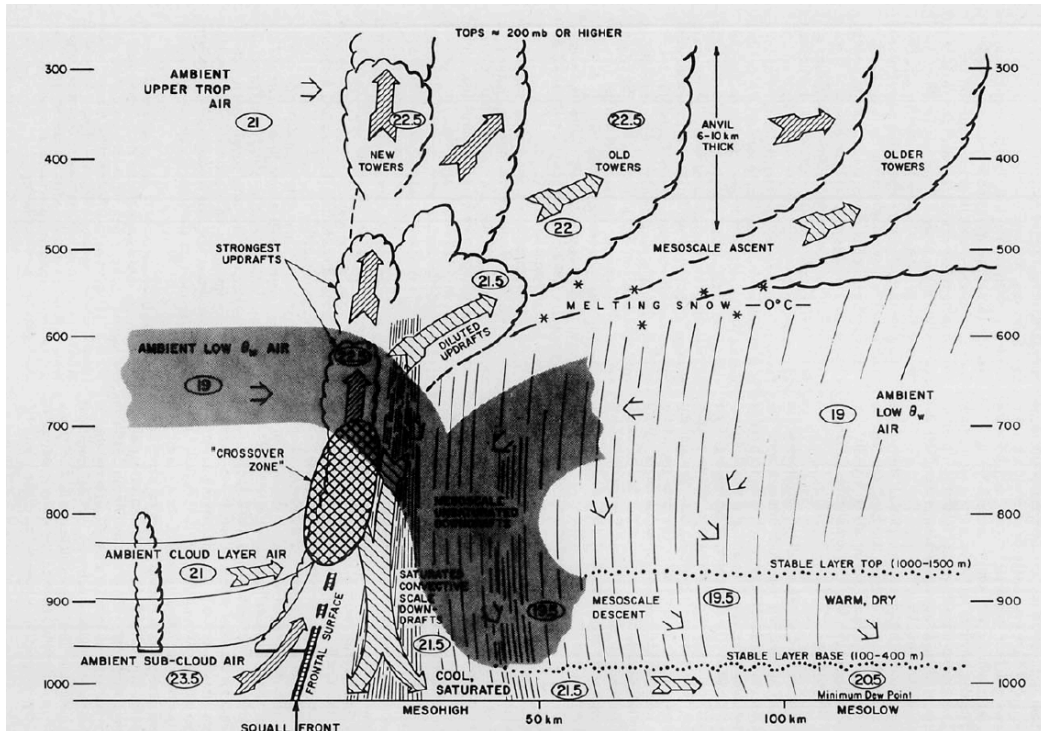 TOPS ≈ 200 mb OR HIGHER
300
300
AMBIENT
UPPER TROP
AIR
21
22.5
NEW
TOWERS
22.5
OLD
TOWERS
ANVIL
6-10 km
THICK
OLDER
TOWERS
400
400
22
500
500
STRONGEST
UPDRAFTS
21.5
MESOSCALE ASCENT
MELTING SNOW — 0°C —
DILUTED
UPDRAFTS
600
600
AMBIENT LOW θw AIR
22.5
19
19
AMBIENT
LOW θw
AIR
700
700
"CROSSOVER
ZONE"
MESOSCALE
UNSATURATED
DOWNDRAFTS
800
800
AMBIENT CLOUD LAYER AIR
21
STABLE LAYER TOP (1000-1500 m)
SATURATED
CONVECTIVE
SCALE
DOWN-
DRAFTS
900
900
19.5
MESOSCALE
DESCENT
19.5
WARM, DRY
FRONTAL SURFACE
21.5
AMBIENT SUB-CLOUD AIR
23.5
STABLE LAYER BASE (100-400 m)
COOL,
SATURATED
21.5
20.5
Minimum Dew Point
1000
1000
MESOHIGH
50 km
100 km
MESOLOW
SQUALL FRONT